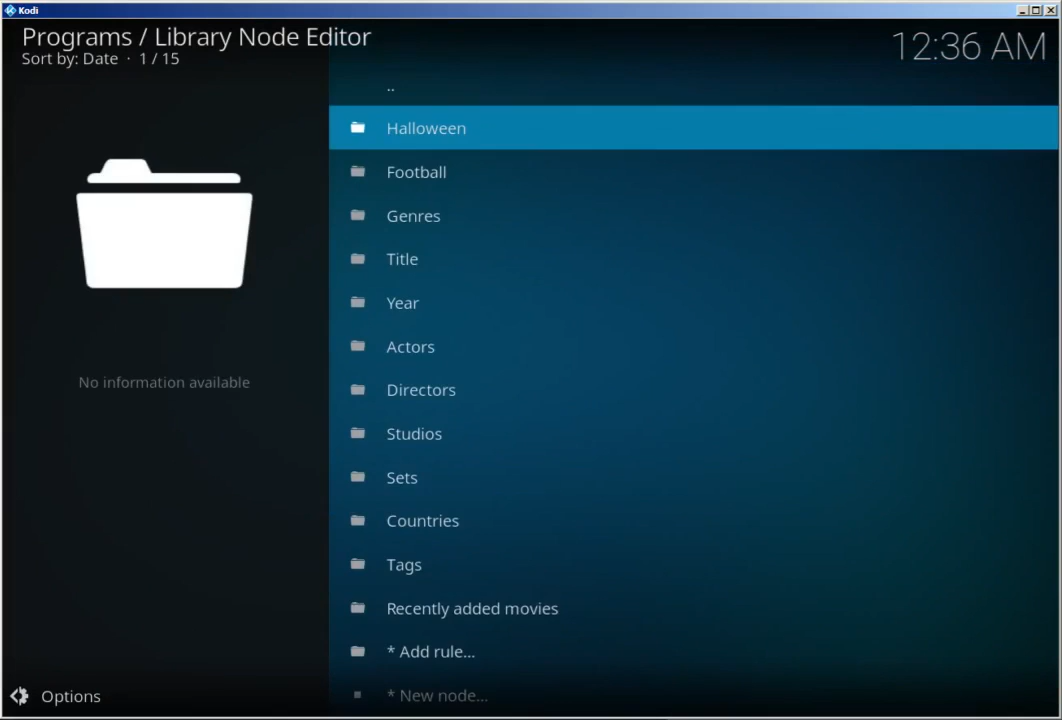 Kodi
Programs / Library Node Editor
Sort by: Date · 1 / 15
12:36 AM
..
Halloween
Football
Genres
Title
Year
Actors
No information available
Directors
Studios
Sets
Countries
Tags
Recently added movies
* Add rule...
* New node...
Options